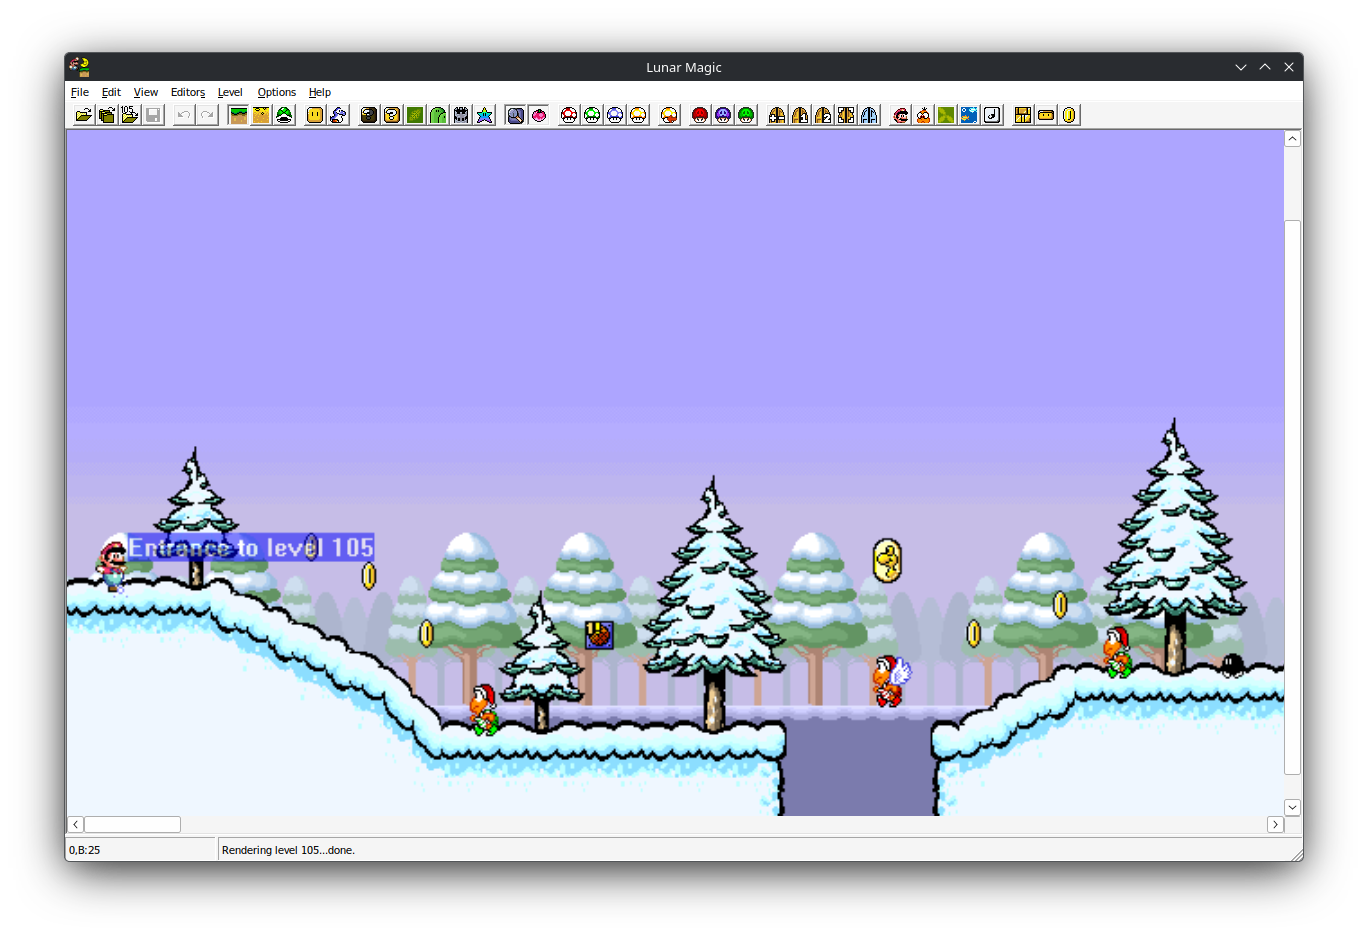 Lunar Magic
File Edit View Editors Level Options Help
105
Entrance to level 105
0,B:25
Rendering level 105...done.